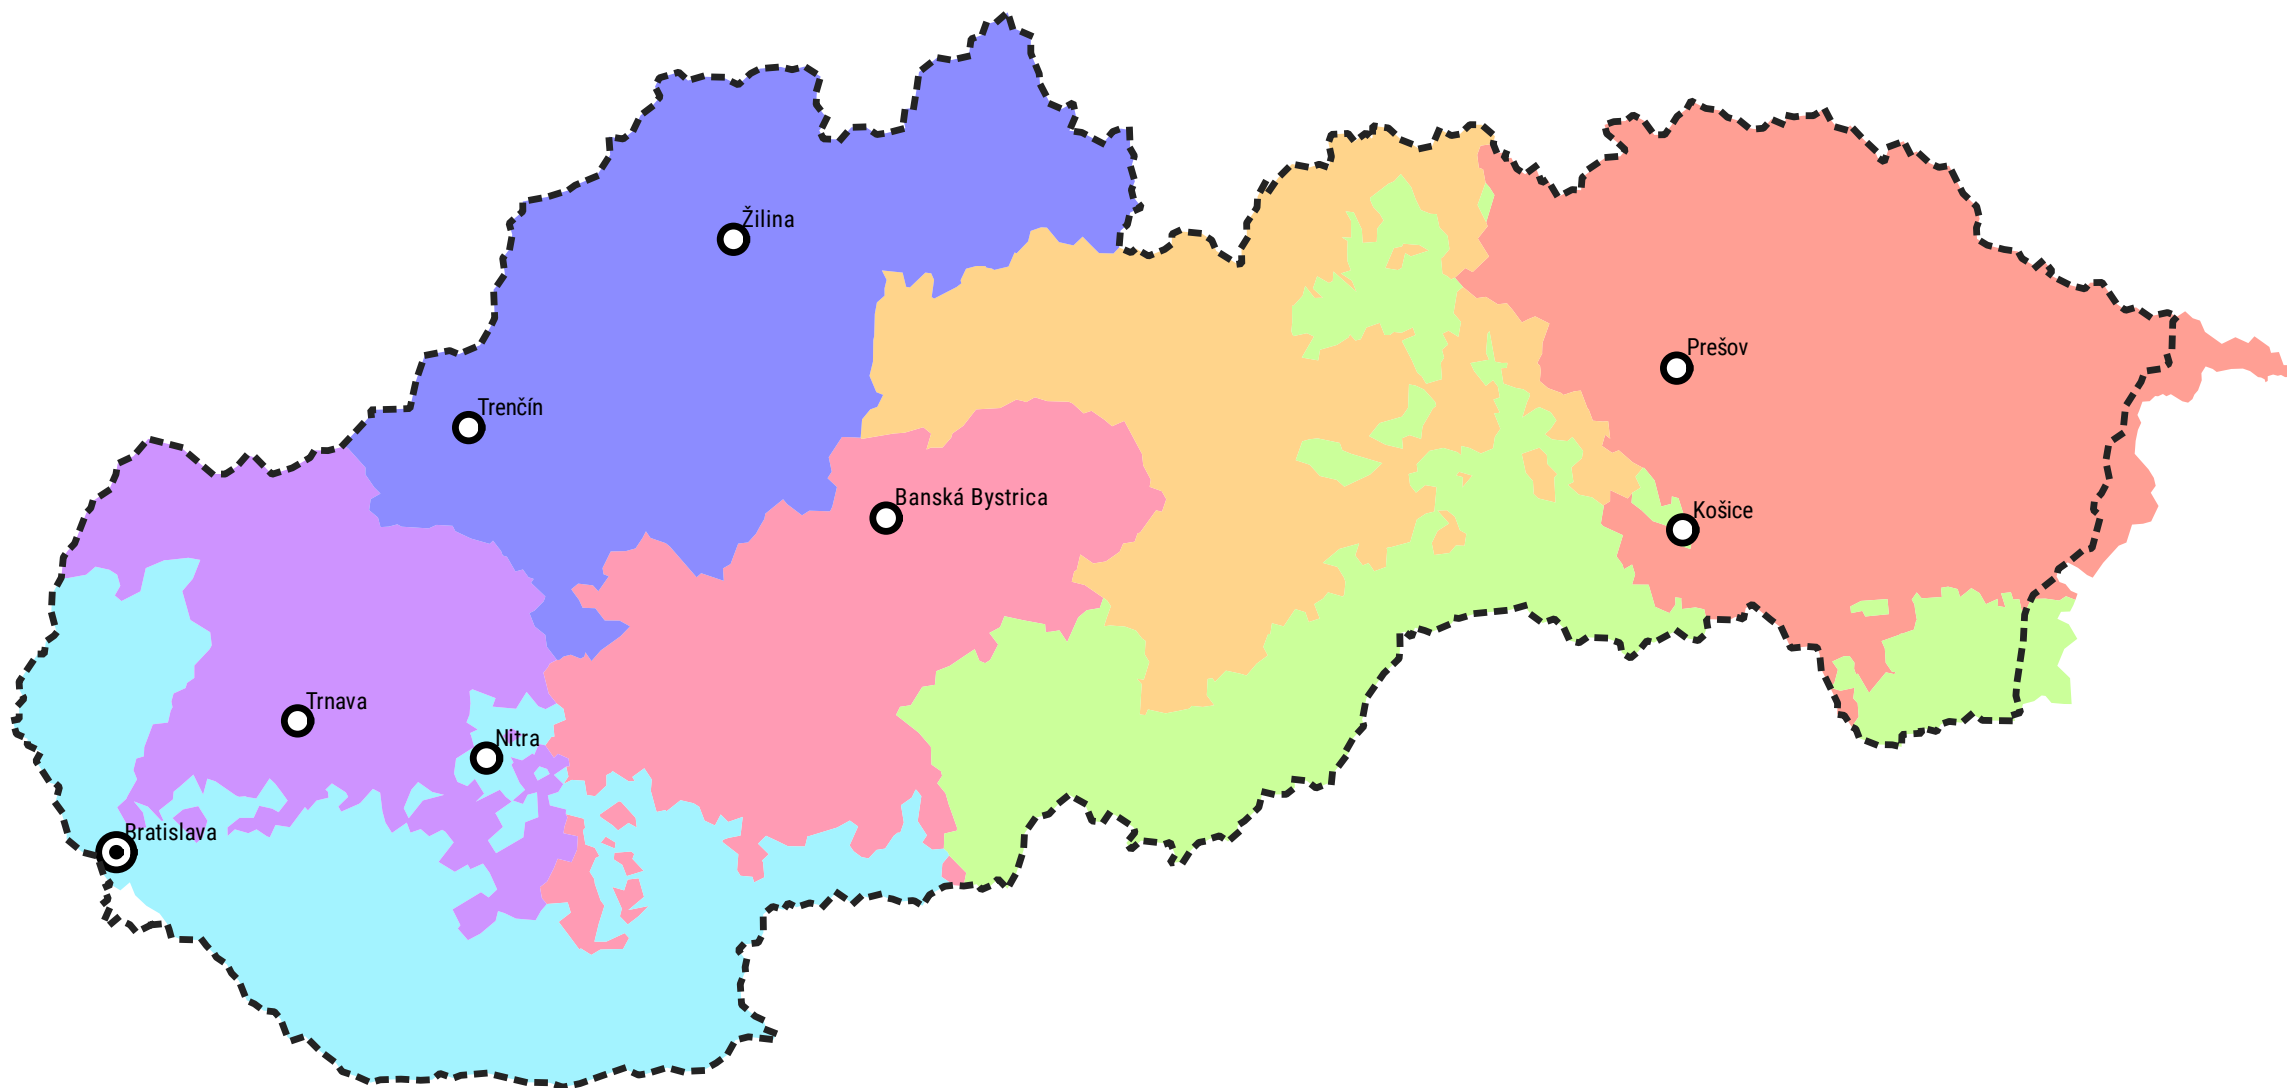 Žilina
Prešov
Trenčín
Banská Bystrica
Košice
Trnava
Nitra
Bratislava